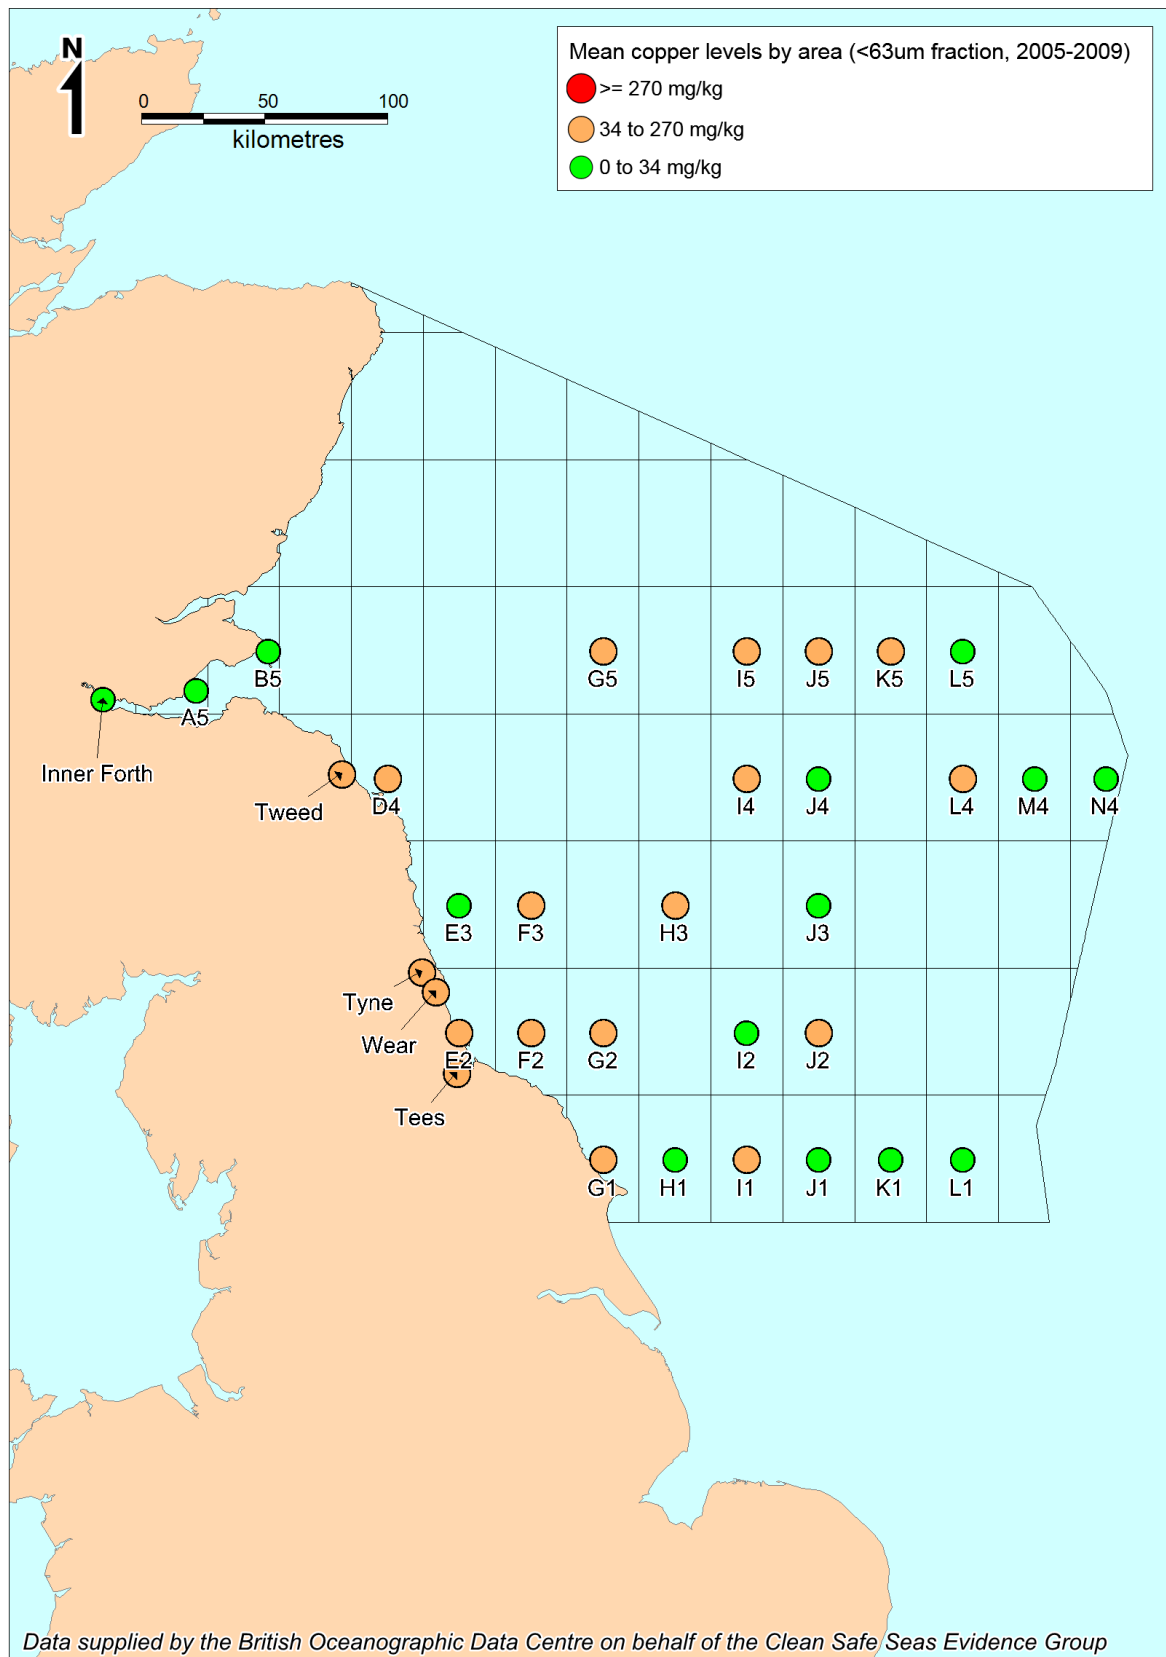 N
0 50 100
kilometres
Mean copper levels by area (<63um fraction, 2005-2009)
>= 270 mg/kg
34 to 270 mg/kg
0 to 34 mg/kg
B5 G5 I5 J5 K5 L5
A5
Inner Forth
Tweed D4 I4 J4 L4 M4 N4
E3 F3 H3 J3
Tyne
Wear
E2 F2 G2 I2 J2
Tees
G1 H1 I1 J1 K1 L1
Data supplied by the British Oceanographic Data Centre on behalf of the Clean Safe Seas Evidence Group